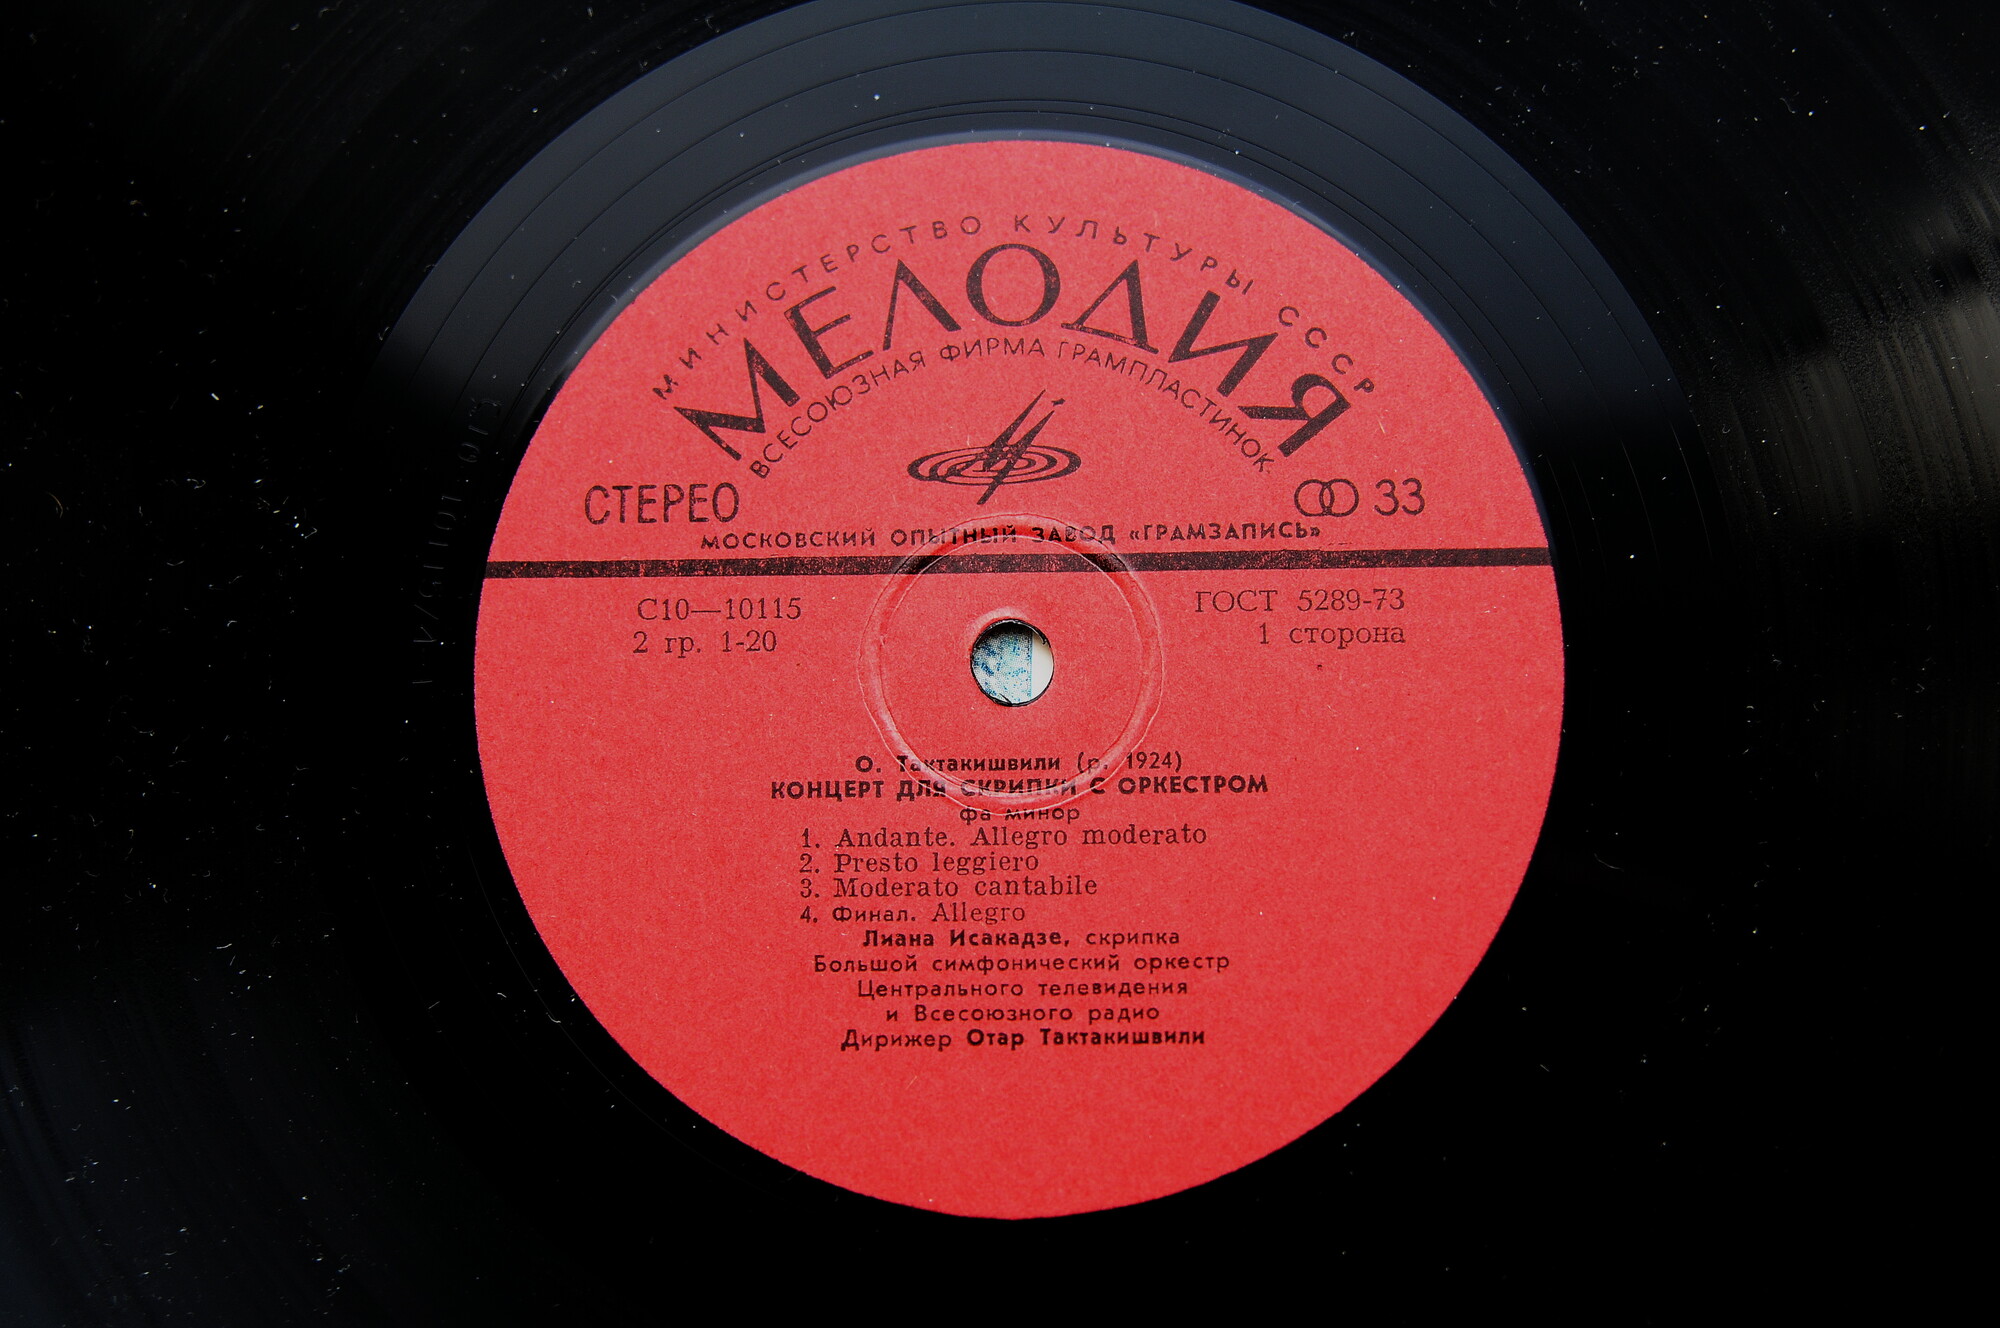 МИНИСТЕРСТВО КУЛЬТУРЫ СССР
МЕЛОДИЯ
ВСЕСОЮЗНАЯ ФИРМА ГРАМПЛАСТИНОК
СТЕРЕО
33
МОСКОВСКИЙ ОПЫТНЫЙ ЗАВОД «ГРАМЗАПИСЬ»
С10—10115
ГОСТ 5289-73
2 гр. 1-20
1 сторона
О. Тактакишвили (р. 1924)
КОНЦЕРТ ДЛЯ СКРИПКИ С ОРКЕСТРОМ
фа минор
1. Andante. Allegro moderato
2. Presto leggiero
3. Moderato cantabile
4. Финал. Allegro
Лиана Исакадзе, скрипка
Большой симфонический оркестр
Центрального телевидения
и Всесоюзного радио
Дирижер Отар Тактакишвили